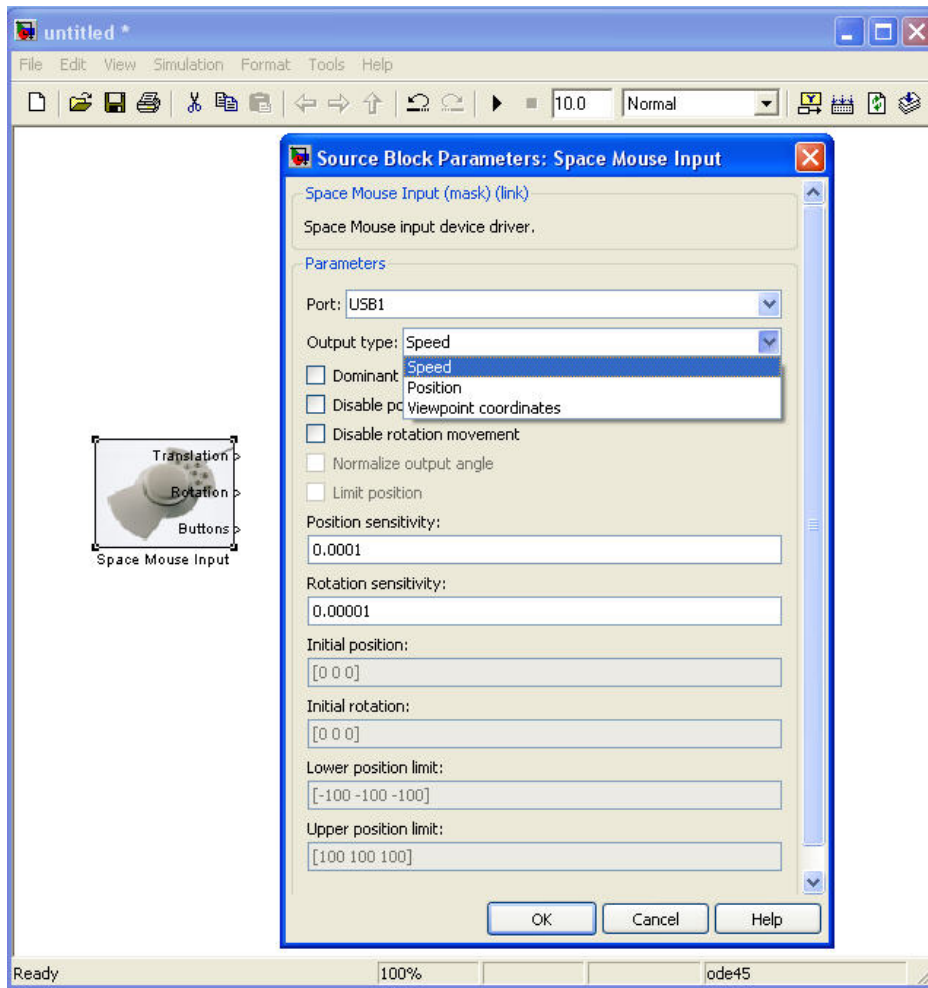 untitled *
File Edit View Simulation Format Tools Help
10.0 Normal
Source Block Parameters: Space Mouse Input
Space Mouse Input (mask) (link)
Space Mouse input device driver.
Parameters
Port: USB1
Output type: Speed
Speed
Position
Viewpoint coordinates
Dominant
Disable po
Disable rotation movement
Normalize output angle
Limit position
Position sensitivity:
0.0001
Rotation sensitivity:
0.00001
Initial position:
[0 0 0]
Initial rotation:
[0 0 0]
Lower position limit:
[-100 -100 -100]
Upper position limit:
[100 100 100]
OK Cancel Help
Translation
Rotation
Buttons
Space Mouse Input
Ready 100% ode45